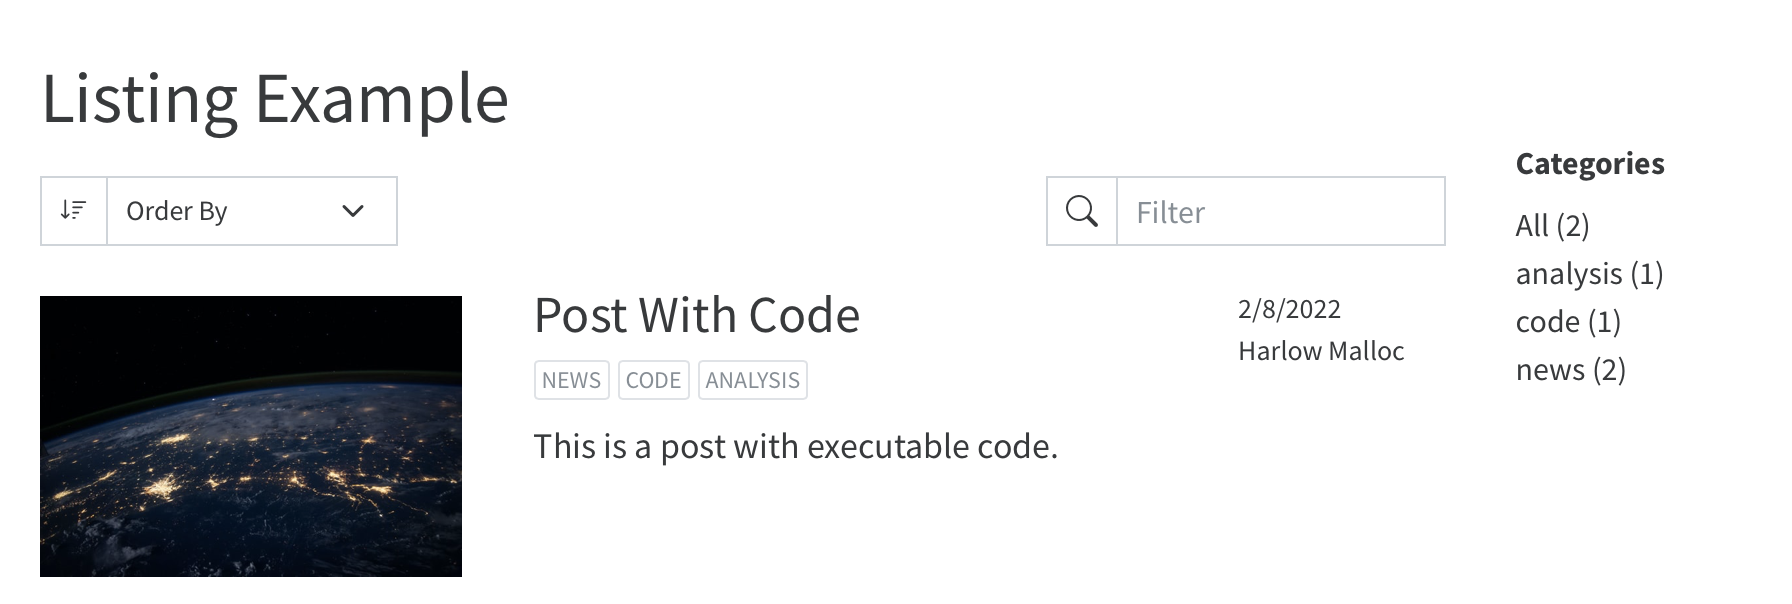 Listing Example
Order By
Filter
Post With Code
NEWS CODE ANALYSIS
This is a post with executable code.
2/8/2022
Harlow Malloc
Categories
All (2)
analysis (1)
code (1)
news (2)